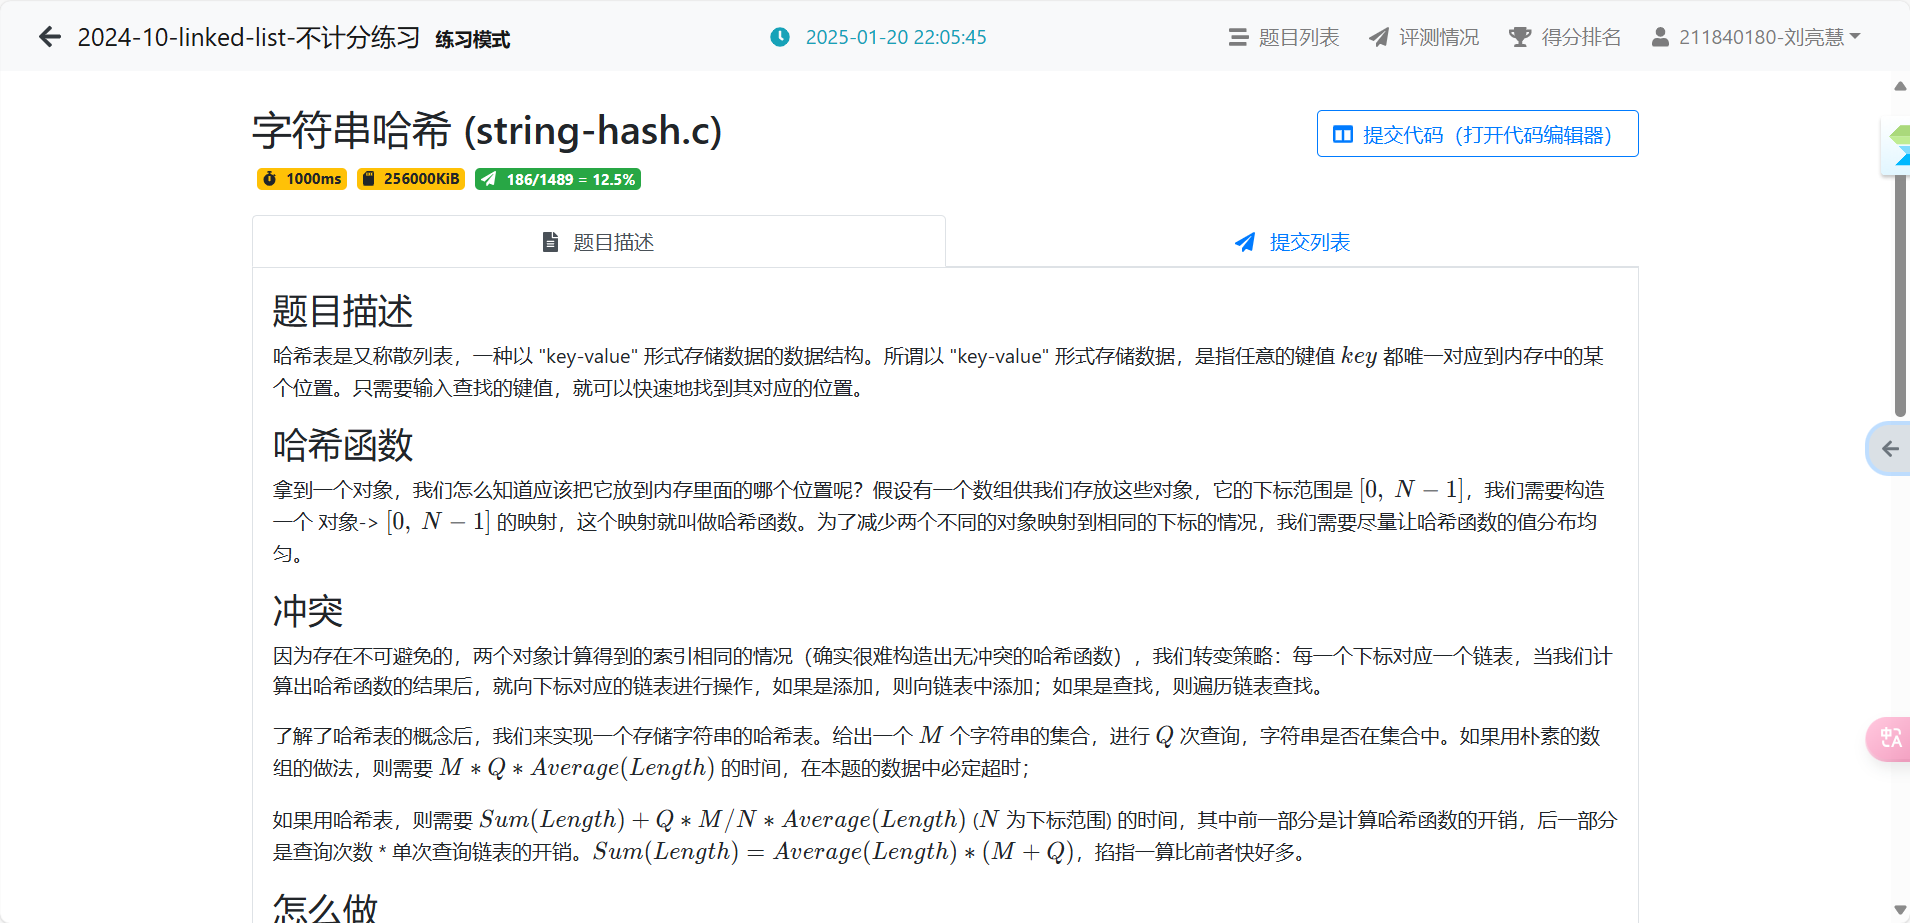 2024-10-linked-list-不计分练习 练习模式 2025-01-20 22:05:45 题目列表 评测情况 得分排名 211840180-刘亮慧
字符串哈希 (string-hash.c)
提交代码（打开代码编辑器）
1000ms 256000KiB 186/1489 = 12.5%
题目描述 提交列表
题目描述
哈希表是又称散列表，一种以 "key-value" 形式存储数据的数据结构。所谓以 "key-value" 形式存储数据，是指任意的键值 key 都唯一对应到内存中的某
个位置。只需要输入查找的键值，就可以快速地找到其对应的位置。
哈希函数
拿到一个对象，我们怎么知道应该把它放到内存里面的哪个位置呢？假设有一个数组供我们存放这些对象，它的下标范围是 [0, N − 1]，我们需要构造
一个 对象-> [0, N − 1] 的映射，这个映射就叫做哈希函数。为了减少两个不同的对象映射到相同的下标的情况，我们需要尽量让哈希函数的值分布均
匀。
冲突
因为存在不可避免的，两个对象计算得到的索引相同的情况（确实很难构造出无冲突的哈希函数），我们转变策略：每一个下标对应一个链表，当我们计
算出哈希函数的结果后，就向下标对应的链表进行操作，如果是添加，则向链表中添加；如果是查找，则遍历链表查找。
了解了哈希表的概念后，我们来实现一个存储字符串的哈希表。给出一个 M 个字符串的集合，进行 Q 次查询，字符串是否在集合中。如果用朴素的数
组的做法，则需要 M ∗ Q ∗ Average(Length) 的时间，在本题的数据中必定超时；
如果用哈希表，则需要 Sum(Length) + Q ∗ M/N ∗ Average(Length) (N 为下标范围) 的时间，其中前一部分是计算哈希函数的开销，后一部分
是查询次数 * 单次查询链表的开销。Sum(Length) = Average(Length) ∗ (M + Q)，掐指一算比前者快好多。
怎么做